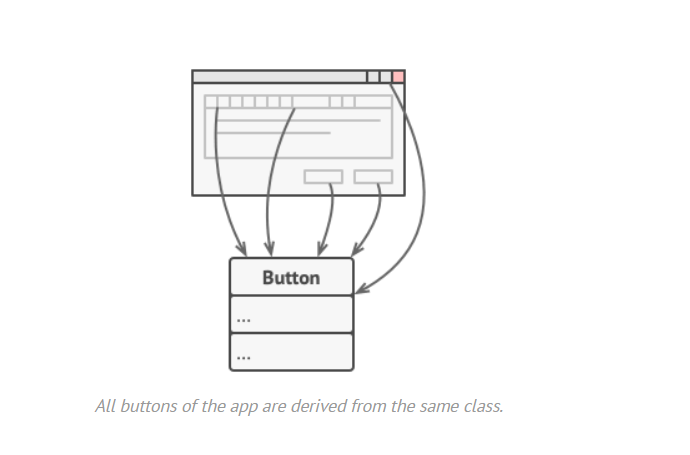 Button
...
...
All buttons of the app are derived from the same class.